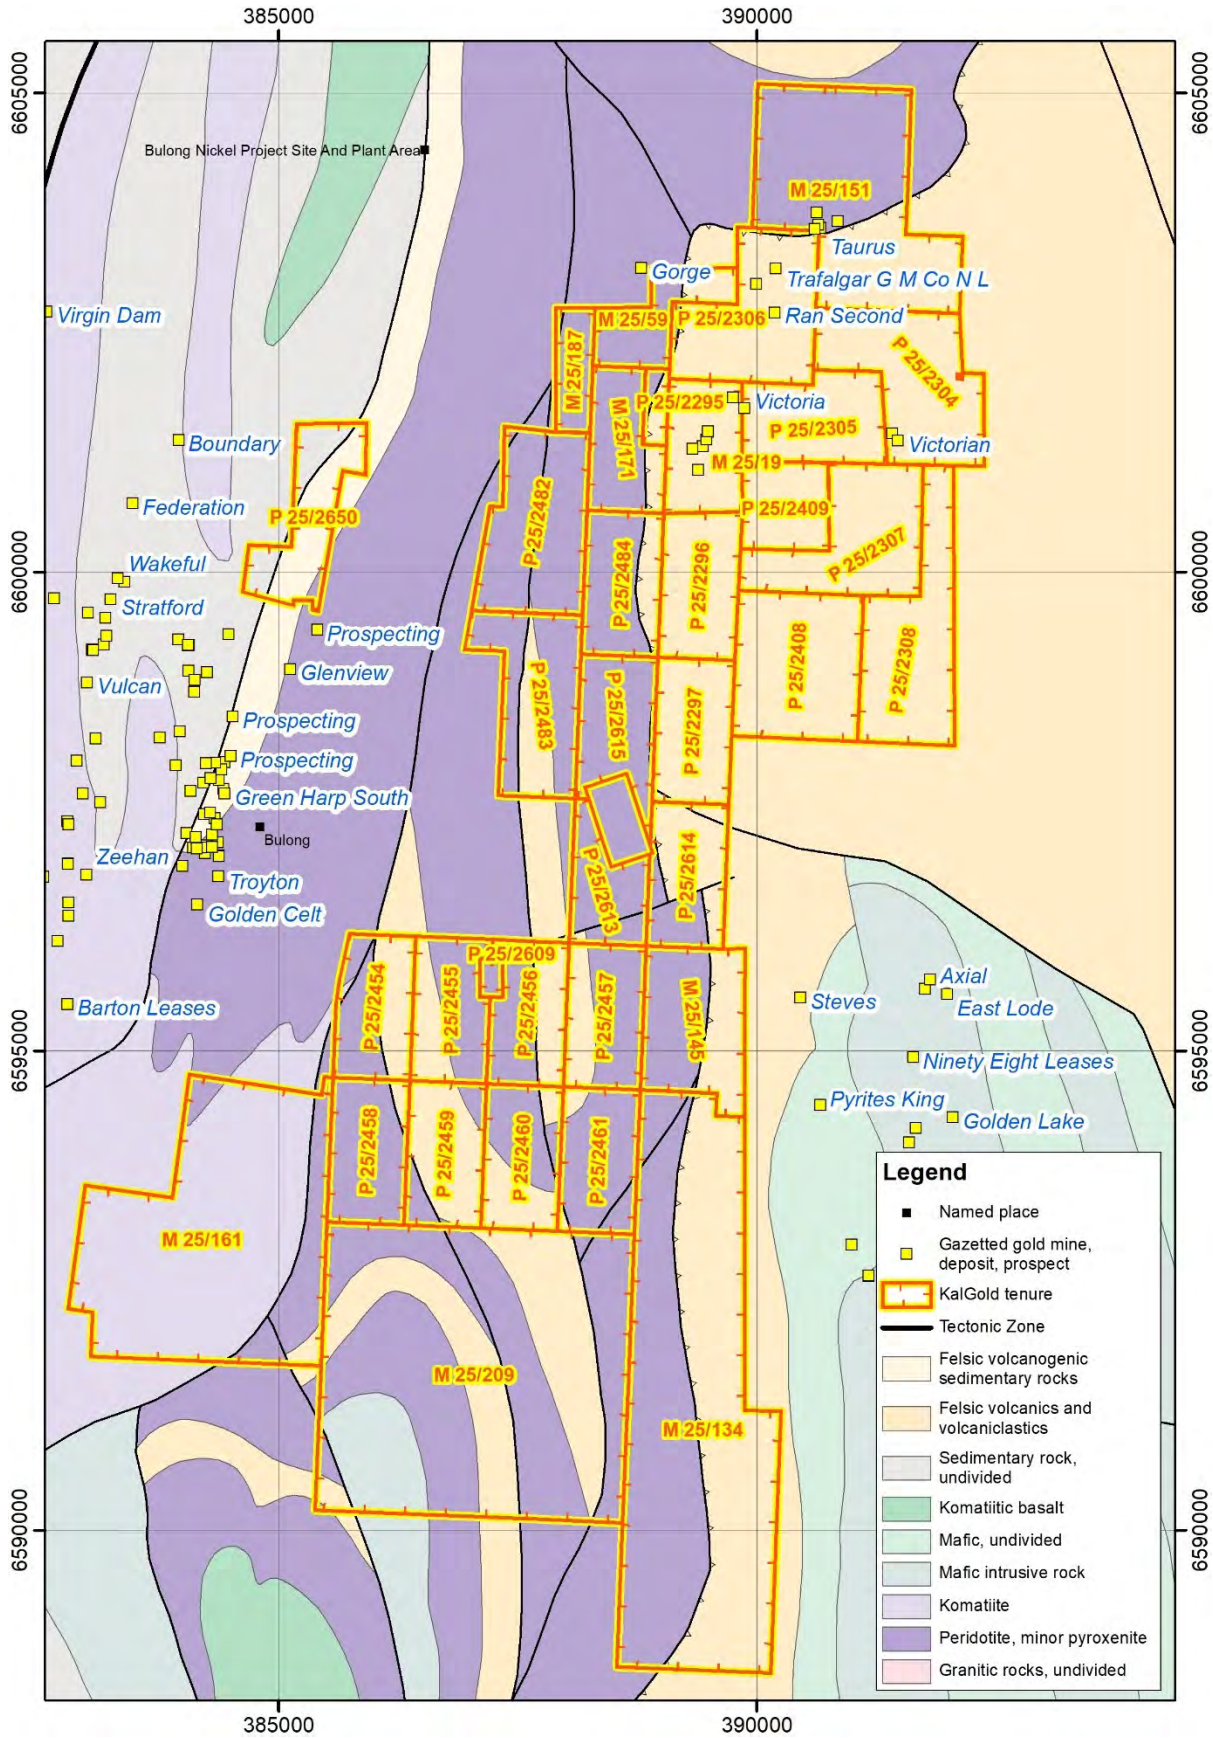 385000
390000
6605000
6605000
Bulong Nickel Project Site And Plant Area
M 25/151
Taurus
Gorge
Trafalgar G M Co N L
Virgin Dam
M 25/59
P 25/2306
Ran Second
M 25/187
P 25/2304
P 25/2295
Victoria
M 25/171
P 25/2305
Boundary
Victorian
M 25/19
Federation
P 25/2650
P 25/2482
P 25/2409
P 25/2307
Wakeful
6600000
6600000
P 25/2484
P 25/2296
Stratford
Prospecting
P 25/2408
P 25/2308
Glenview
Vulcan
P 25/2483
P 25/2615
P 25/2297
Prospecting
Prospecting
Green Harp South
Bulong
Zeehan
P 25/2613
P 25/2614
Troyton
Golden Celt
P 25/2609
P 25/2454
P 25/2455
P 25/2456
P 25/2457
M 25/145
Axial
Barton Leases
Steves
East Lode
6595000
6595000
Ninety Eight Leases
Pyrites King
Golden Lake
P 25/2458
P 25/2459
P 25/2460
P 25/2461
M 25/161
M 25/209
M 25/134
6590000
6590000
Legend
Named place
Gazetted gold mine,
deposit, prospect
KalGold tenure
Tectonic Zone
Felsic volcanogenic
sedimentary rocks
Felsic volcanics and
volcaniclastics
Sedimentary rock,
undivided
Komatiitic basalt
Mafic, undivided
Mafic intrusive rock
Komatiite
Peridotite, minor pyroxenite
Granitic rocks, undivided
385000
390000